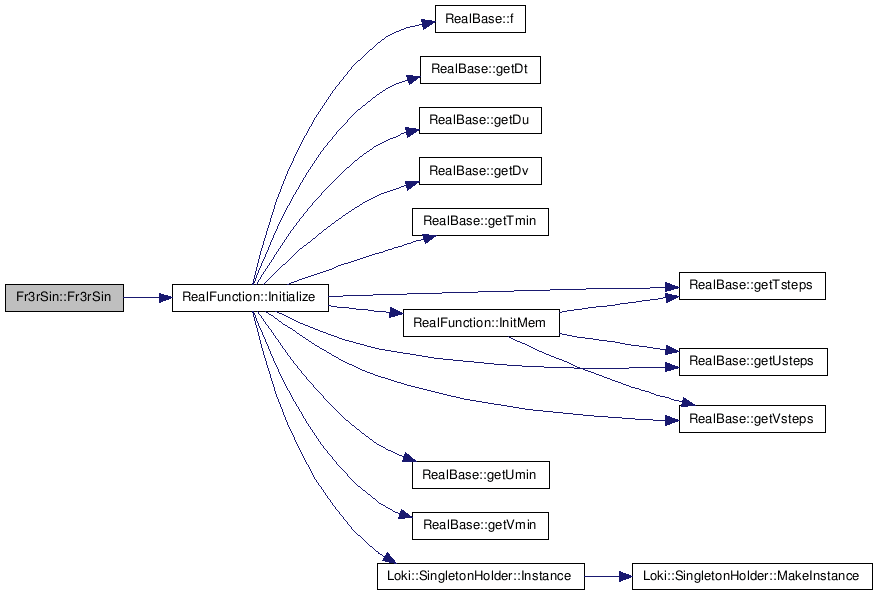 RealBase::f
RealBase::getDt
RealBase::getDu
RealBase::getDv
RealBase::getTmin
RealBase::getTsteps
Fr3rSin::Fr3rSin
RealFunction::Initialize
RealFunction::InitMem
RealBase::getUsteps
RealBase::getVsteps
RealBase::getUmin
RealBase::getVmin
Loki::SingletonHolder::Instance
Loki::SingletonHolder::MakeInstance